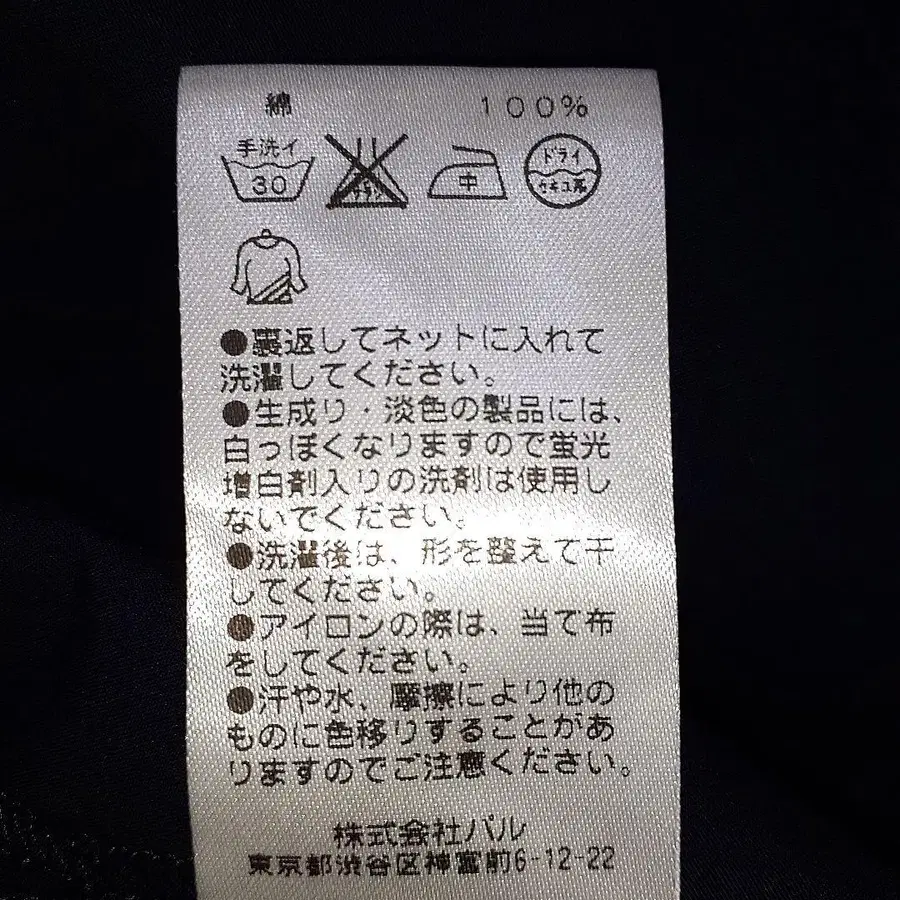 綿 100%
手洗イ ドライ
30 中 セキユ系
●裏返してネットに入れて
洗濯してください。
●生成り・淡色の製品には、
白っぽくなりますので蛍光
増白剤入りの洗剤は使用し
ないでください。
●洗濯後は、形を整えて干
してください。
●アイロンの際は、当て布
をしてください。
●汗や水、摩擦により他の
ものに色移りすることがあ
りますのでご注意ください。
株式会社パル
東京都渋谷区神宮前6-12-22